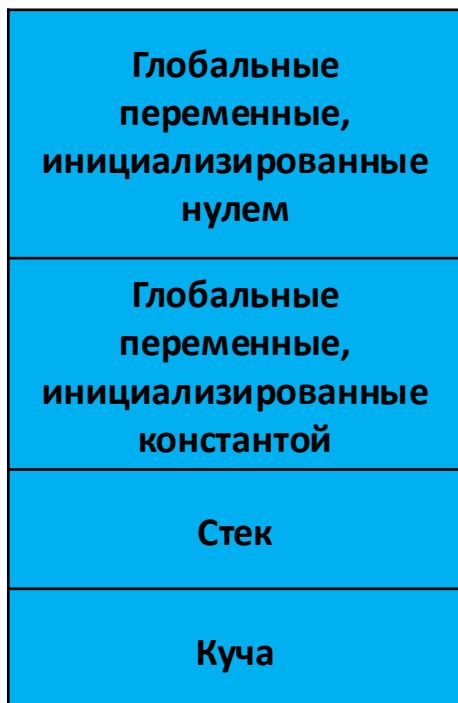 Глобальные
переменные,
инициализированные
нулем
Глобальные
переменные,
инициализированные
константой
Стек
Куча